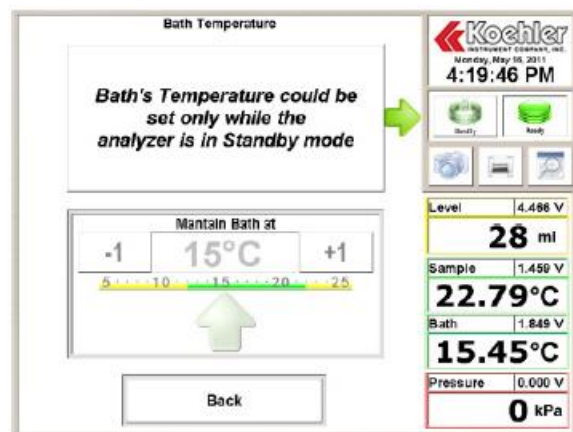 Bath Temperature
Bath's Temperature could be
set only while the
analyzer is in Standby mode
Mantain Bath at
-1 15°C +1
5 10 15 20 25
Back
Koehler
INSTRUMENT COMPANY, INC.
Monday, May 16, 2011
4:19:46 PM
StandBy Ready
Level 4.466 V
28 ml
Sample 1.459 V
22.79°C
Bath 1.849 V
15.45°C
Pressure 0.000 V
0 kPa